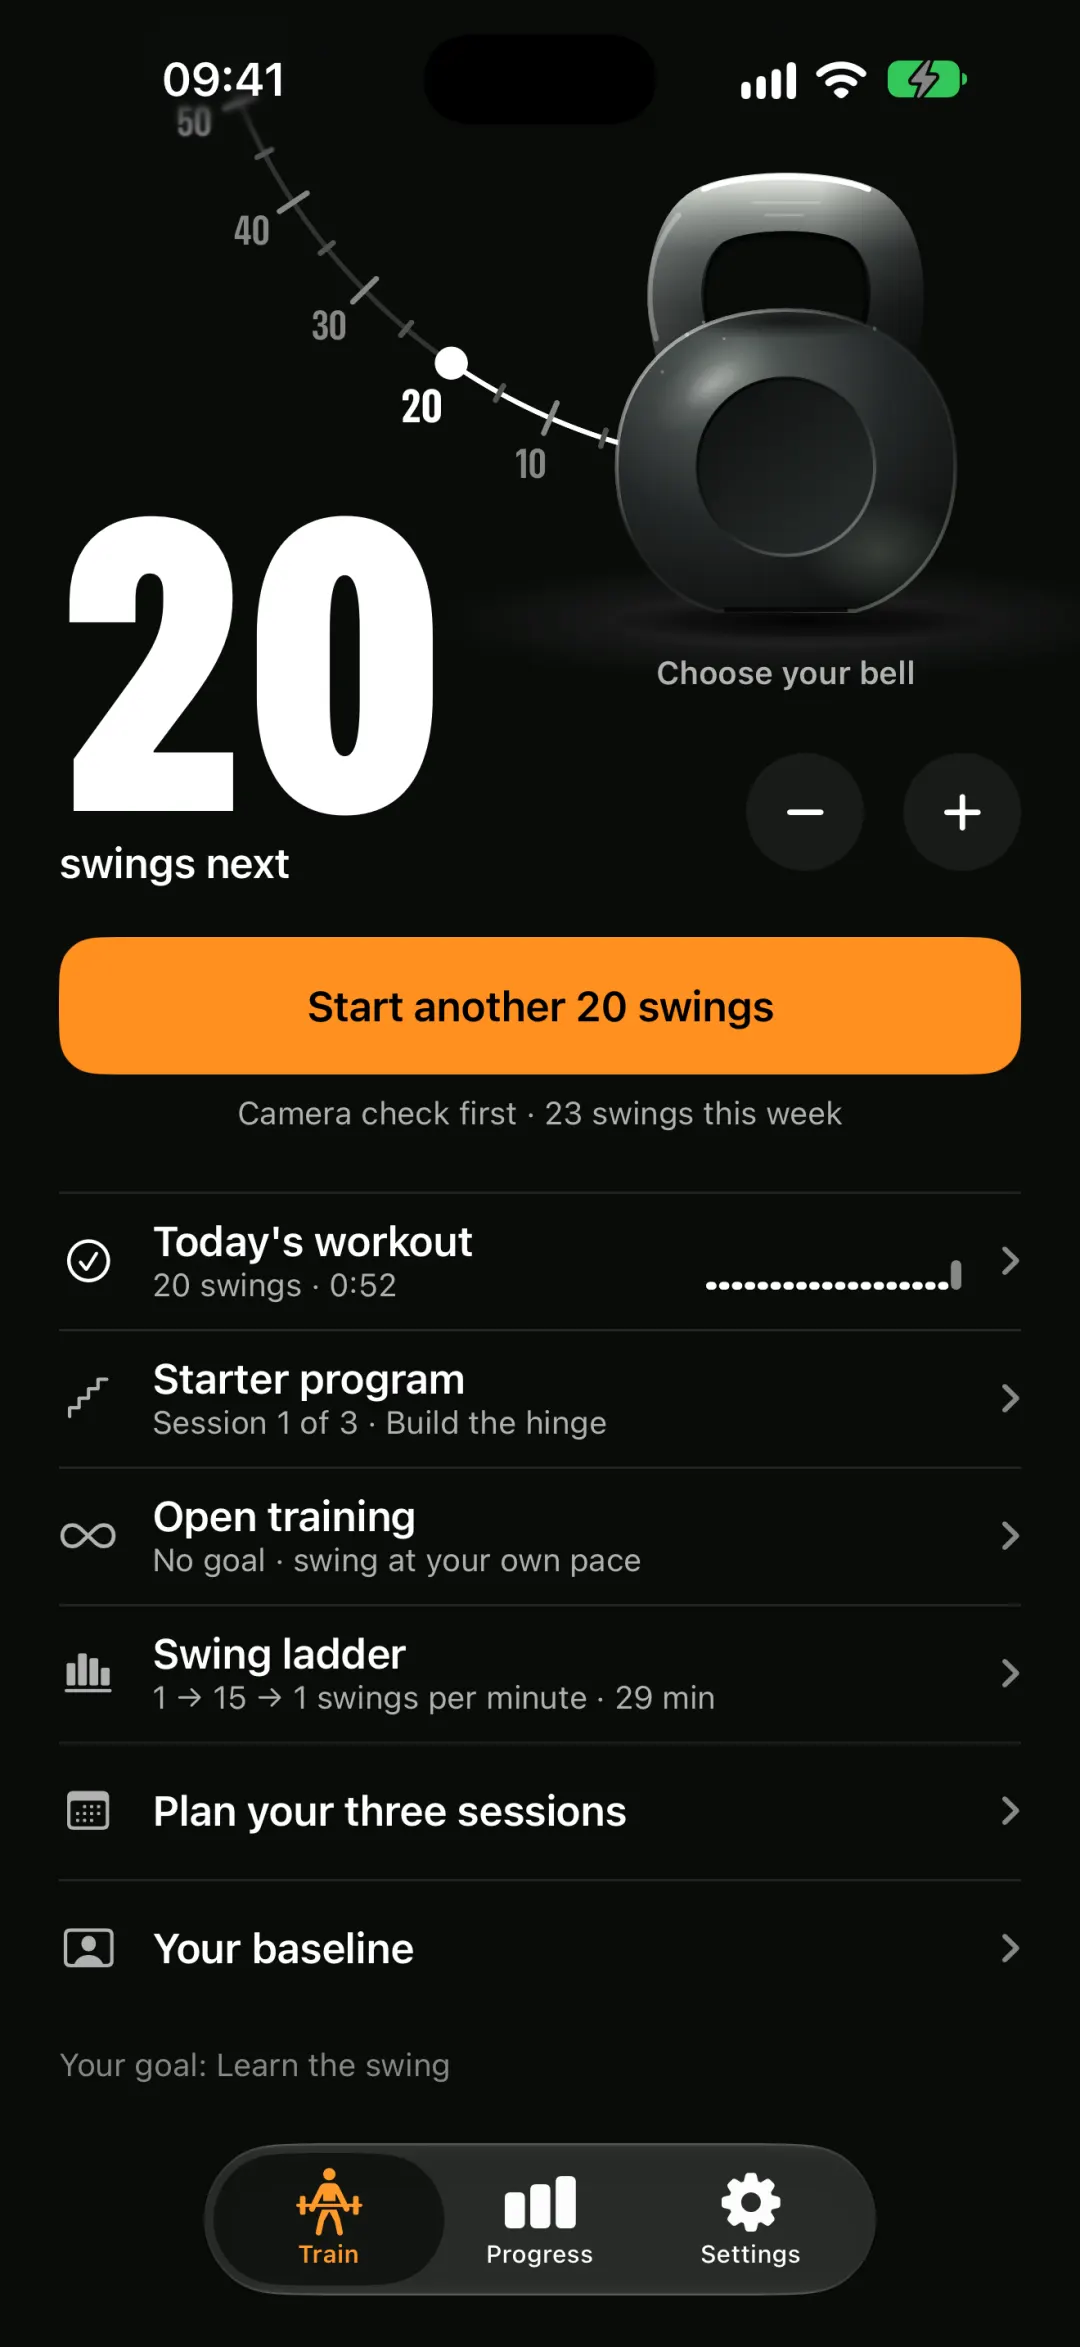 09:41
50
40
30
20
10
20
swings next
Choose your bell
Start another 20 swings
Camera check first · 23 swings this week
Today's workout
20 swings · 0:52
Starter program
Session 1 of 3 · Build the hinge
Open training
No goal · swing at your own pace
Swing ladder
1 → 15 → 1 swings per minute · 29 min
Plan your three sessions
Your baseline
Your goal: Learn the swing
Train
Progress
Settings